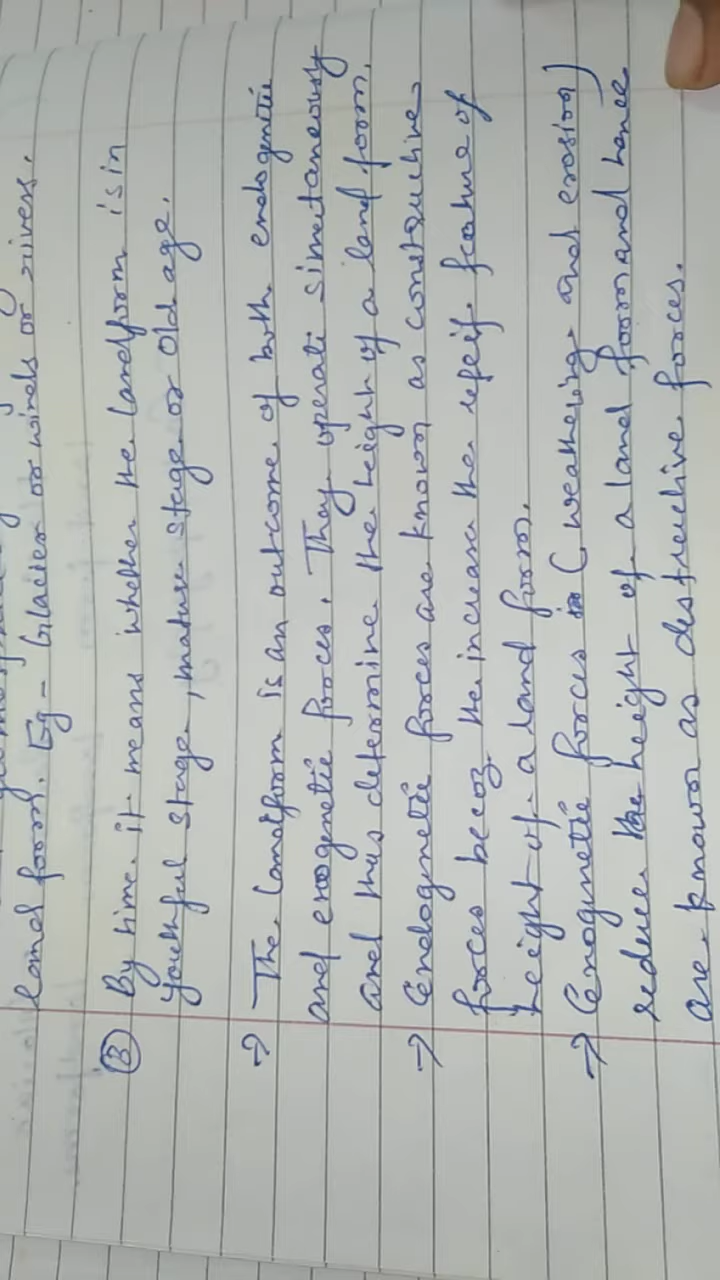 land form. Eg - Glacier or winds or rivers.
(3) By time. it means whether the landform is in
youthful stage, mature stage or old age.
→ The landform is an outcome of both endogenetic
and exogenetic forces. They operate simultaneously
and thus determine the height of a land form.
→ Endogenetic forces are known as constructive
forces becoz the increase the releif feature of
height of a land form.
→ Exogenetic forces (weathering and erosion)
reduce the height of a land form and hence
are known as destructive forces.